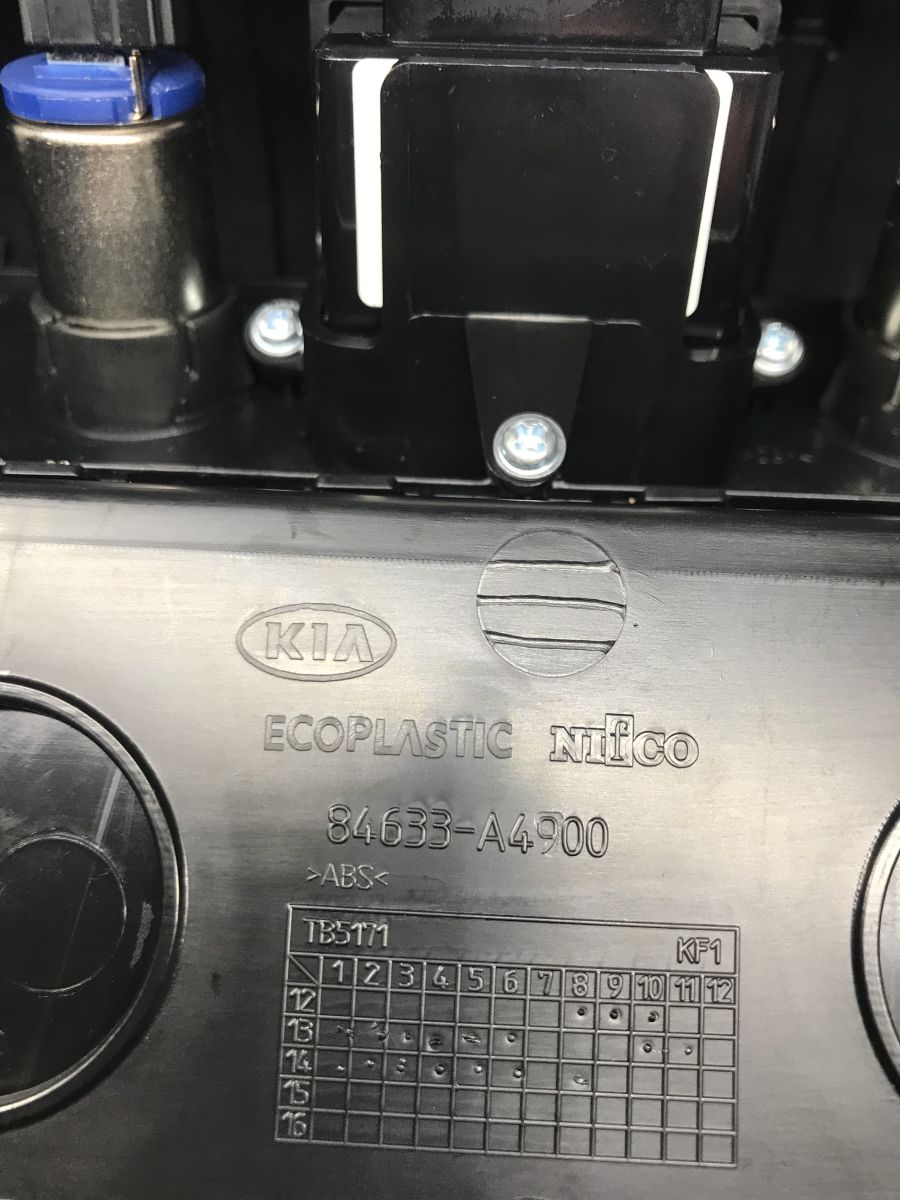 KIA
ECOPLASTIC NIfCO
84633-A4900
>ABS<
TB5171 KF1
1 2 3 4 5 6 7 8 9 10 11 12
12
13
14
15
16